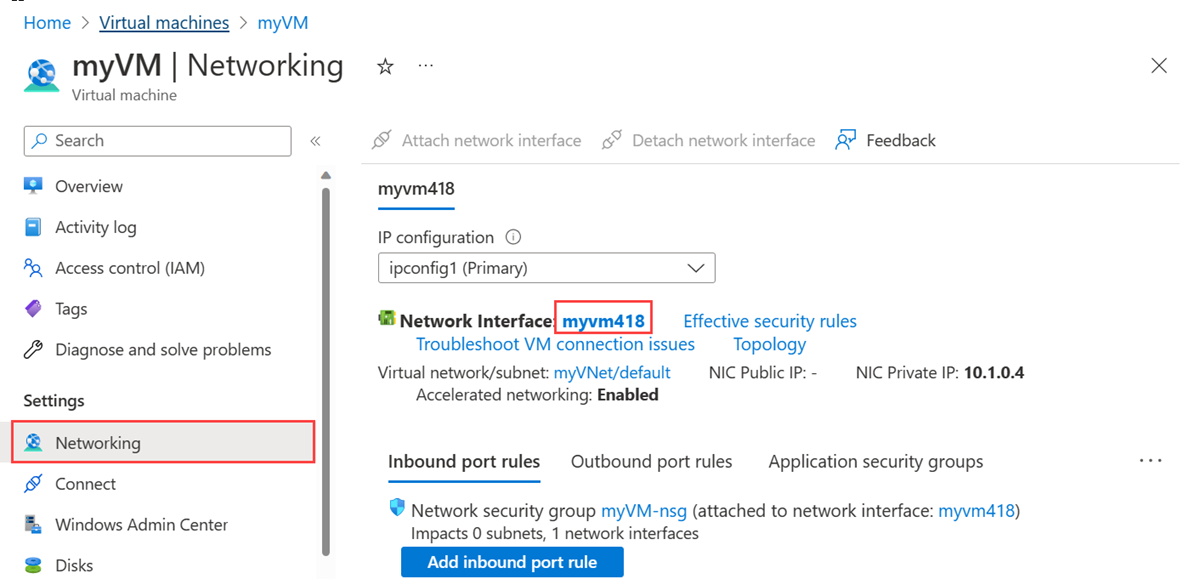 Home > Virtual machines > myVM
myVM | Networking
Virtual machine
Search
«
Overview
Activity log
Access control (IAM)
Tags
Diagnose and solve problems
Settings
Networking
Connect
Windows Admin Center
Disks
Attach network interface Detach network interface Feedback
myvm418
IP configuration
ipconfig1 (Primary)
Network Interface: myvm418 Effective security rules
Troubleshoot VM connection issues Topology
Virtual network/subnet: myVNet/default NIC Public IP: - NIC Private IP: 10.1.0.4
Accelerated networking: Enabled
Inbound port rules Outbound port rules Application security groups
Network security group myVM-nsg (attached to network interface: myvm418)
Impacts 0 subnets, 1 network interfaces
Add inbound port rule